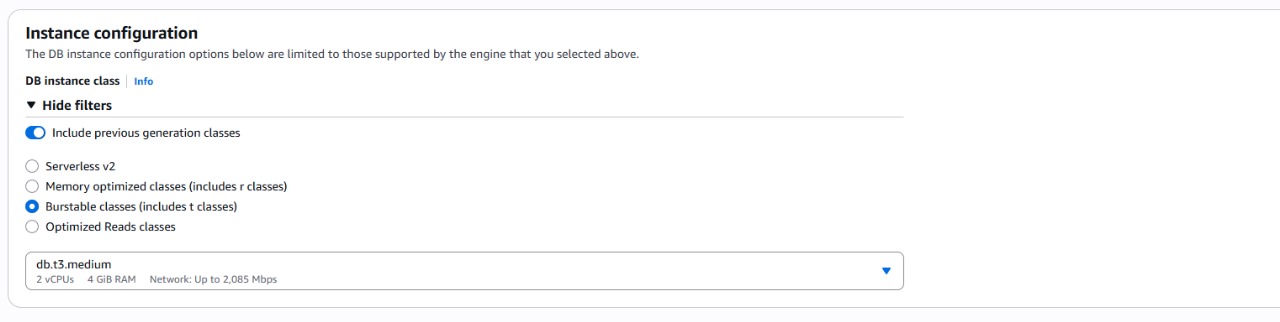 Instance configuration
The DB instance configuration options below are limited to those supported by the engine that you selected above.
DB instance class Info
Hide filters
Include previous generation classes
Serverless v2
Memory optimized classes (includes r classes)
Burstable classes (includes t classes)
Optimized Reads classes
db.t3.medium
2 vCPUs 4 GiB RAM Network: Up to 2,085 Mbps